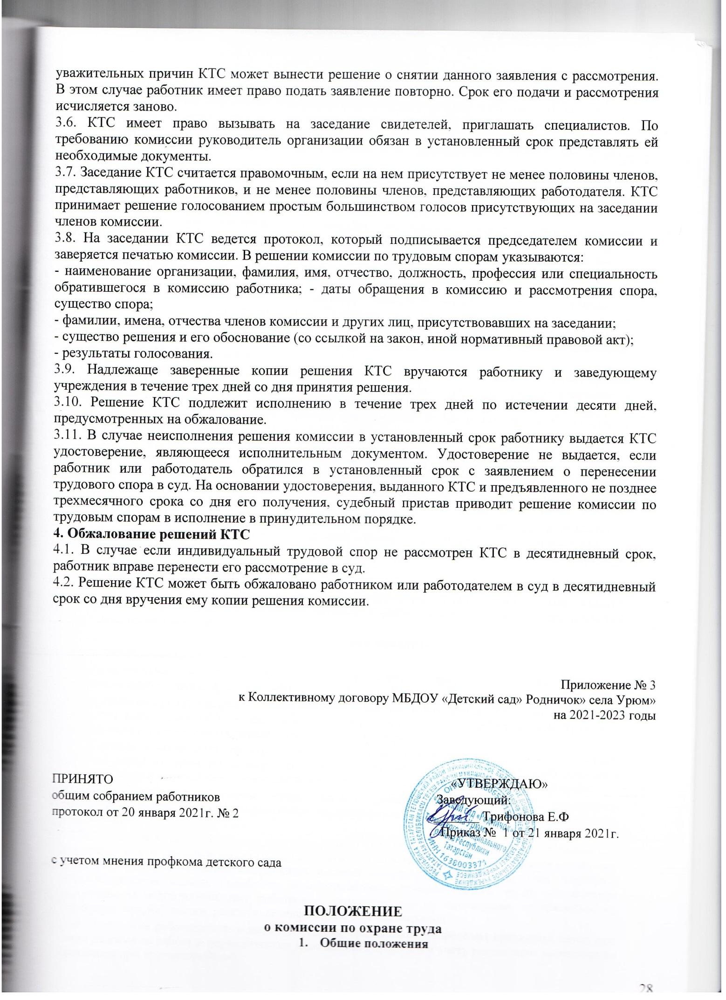 уважительных причин КТС может вынести решение о снятии данного заявления с рассмотрения.
В этом случае работник имеет право подать заявление повторно. Срок его подачи и рассмотрения
исчисляется заново.
3.6. КТС имеет право вызывать на заседание свидетелей, приглашать специалистов. По
требованию комиссии руководитель организации обязан в установленный срок представлять ей
необходимые документы.
3.7. Заседание КТС считается правомочным, если на нем присутствует не менее половины членов,
представляющих работников, и не менее половины членов, представляющих работодателя. КТС
принимает решение голосованием простым большинством голосов присутствующих на заседании
членов комиссии.
3.8. На заседании КТС ведется протокол, который подписывается председателем комиссии и
заверяется печатью комиссии. В решении комиссии по трудовым спорам указываются:
- наименование организации, фамилия, имя, отчество, должность, профессия или специальность
обратившегося в комиссию работника; - даты обращения в комиссию и рассмотрения спора,
существо спора;
- фамилии, имена, отчества членов комиссии и других лиц, присутствовавших на заседании;
- существо решения и его обоснование (со ссылкой на закон, иной нормативный правовой акт);
- результаты голосования.
3.9. Надлежаще заверенные копии решения КТС вручаются работнику и заведующему
учреждения в течение трех дней со дня принятия решения.
3.10. Решение КТС подлежит исполнению в течение трех дней по истечении десяти дней,
предусмотренных на обжалование.
3.11. В случае неисполнения решения комиссии в установленный срок работнику выдается КТС
удостоверение, являющееся исполнительным документом. Удостоверение не выдается, если
работник или работодатель обратился в установленный срок с заявлением о перенесении
трудового спора в суд. На основании удостоверения, выданного КТС и предъявленного не позднее
трехмесячного срока со дня его получения, судебный пристав приводит решение комиссии по
трудовым спорам в исполнение в принудительном порядке.
4. Обжалование решений КТС
4.1. В случае если индивидуальный трудовой спор не рассмотрен КТС в десятидневный срок,
работник вправе перенести его рассмотрение в суд.
4.2. Решение КТС может быть обжаловано работником или работодателем в суд в десятидневный
срок со дня вручения ему копии решения комиссии.
Приложение № 3
к Коллективному договору МБДОУ «Детский сад» Родничок» села Урюм»
на 2021-2023 годы
ПРИНЯТО
общим собранием работников
протокол от 20 января 2021г. № 2
с учетом мнения профкома детского сада
«УТВЕРЖДАЮ»
Заведующий:
Трифонова Е.Ф
Приказ № 1 от 21 января 2021г.
«Детский сад «Родничок»
села Урюм»
Тетюшского муниципального
района Республики
Татарстан
ИНН 1638003371
ПОЛОЖЕНИЕ
о комиссии по охране труда
1. Общие положения
28